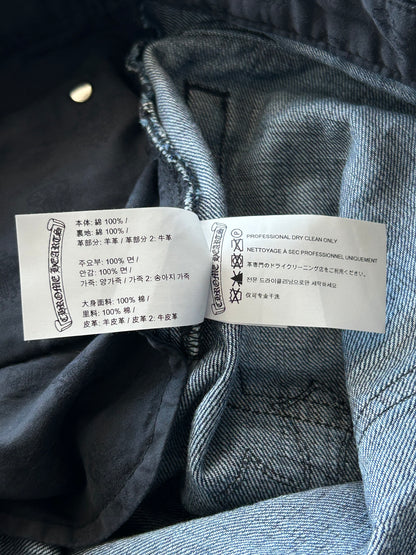 CHROME HEARTS
本体: 綿 100% /
裏地: 綿 100% /
革部分: 羊革 / 革部分 2: 牛革
주요부: 100% 면 /
안감: 100% 면 /
가죽: 양가죽 / 가죽 2: 송아지 가죽
大身面料: 100% 棉 /
里料: 100% 棉 /
皮革: 羊皮革 / 皮革 2: 牛皮革
CHROME HEARTS
P
PROFESSIONAL DRY CLEAN ONLY
NETTOYAGE À SEC PROFESSIONNEL UNIQUEMENT
革専門のドライクリーニング店をご利用ください
전문 드라이클리닝으로만 세탁하세요
仅可专业干洗